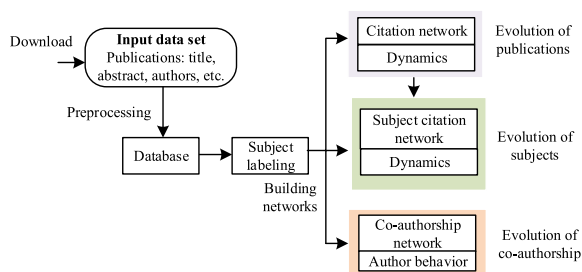 Download
Input data set
Publications: title,
abstract, authors, etc.
Preprocessing
Database
Subject
labeling
Building
networks
Citation network
Dynamics
Evolution of
publications
Subject citation
network
Dynamics
Evolution of
subjects
Co-authorship
network
Author behavior
Evolution of
co-authorship